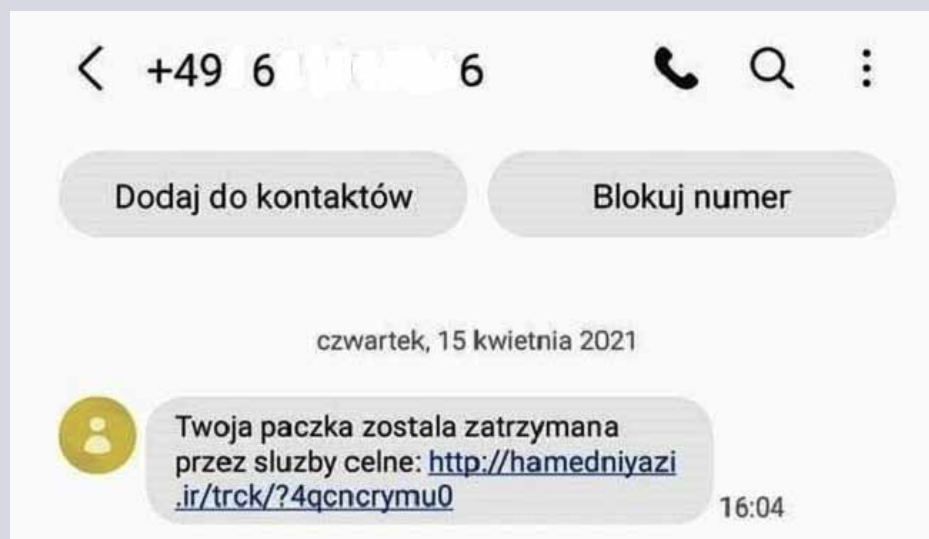 +49 6 6
Dodaj do kontaktów Blokuj numer
czwartek, 15 kwietnia 2021
Twoja paczka zostala zatrzymana
przez sluzby celne: http://hamedniyazi
.ir/trck/?4qcncrymu0
16:04